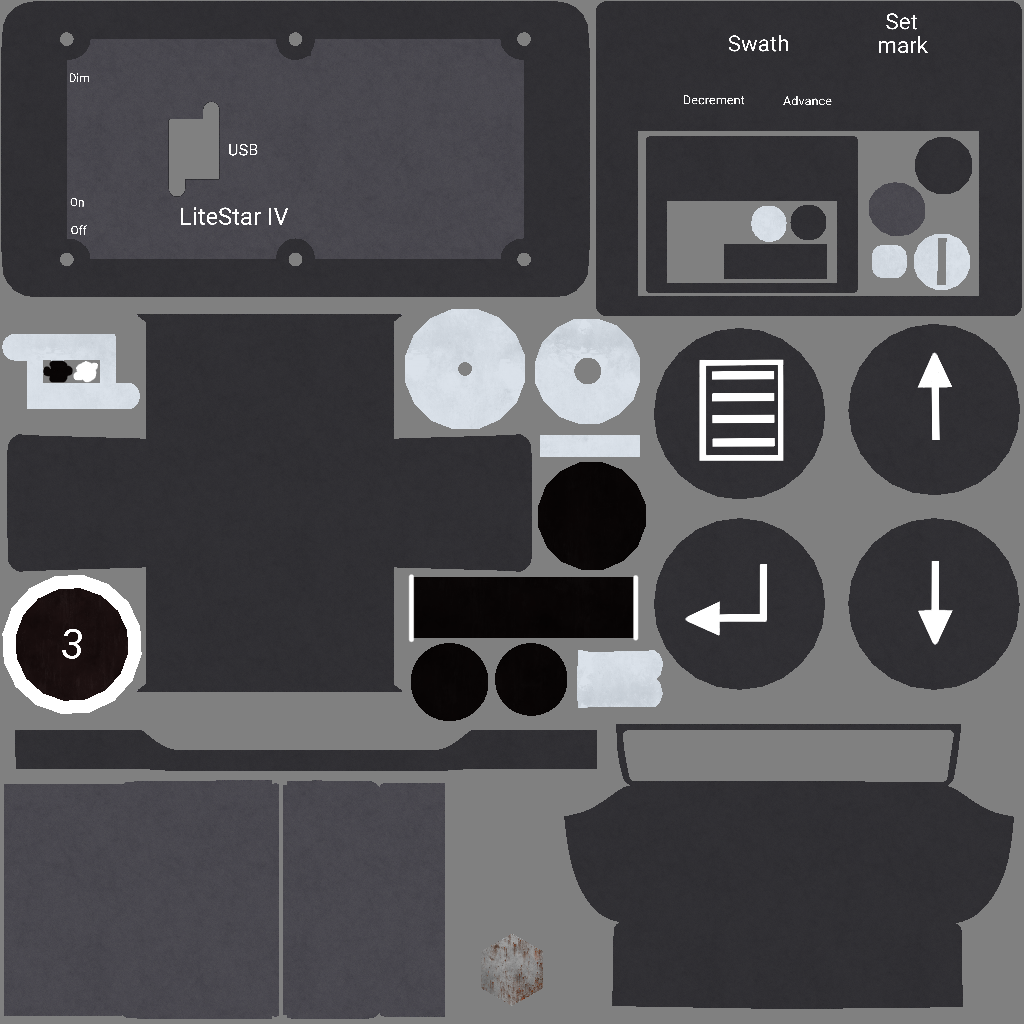 Dim
USB
On
LiteStar IV
Off
Set
mark
Swath
Decrement
Advance
3